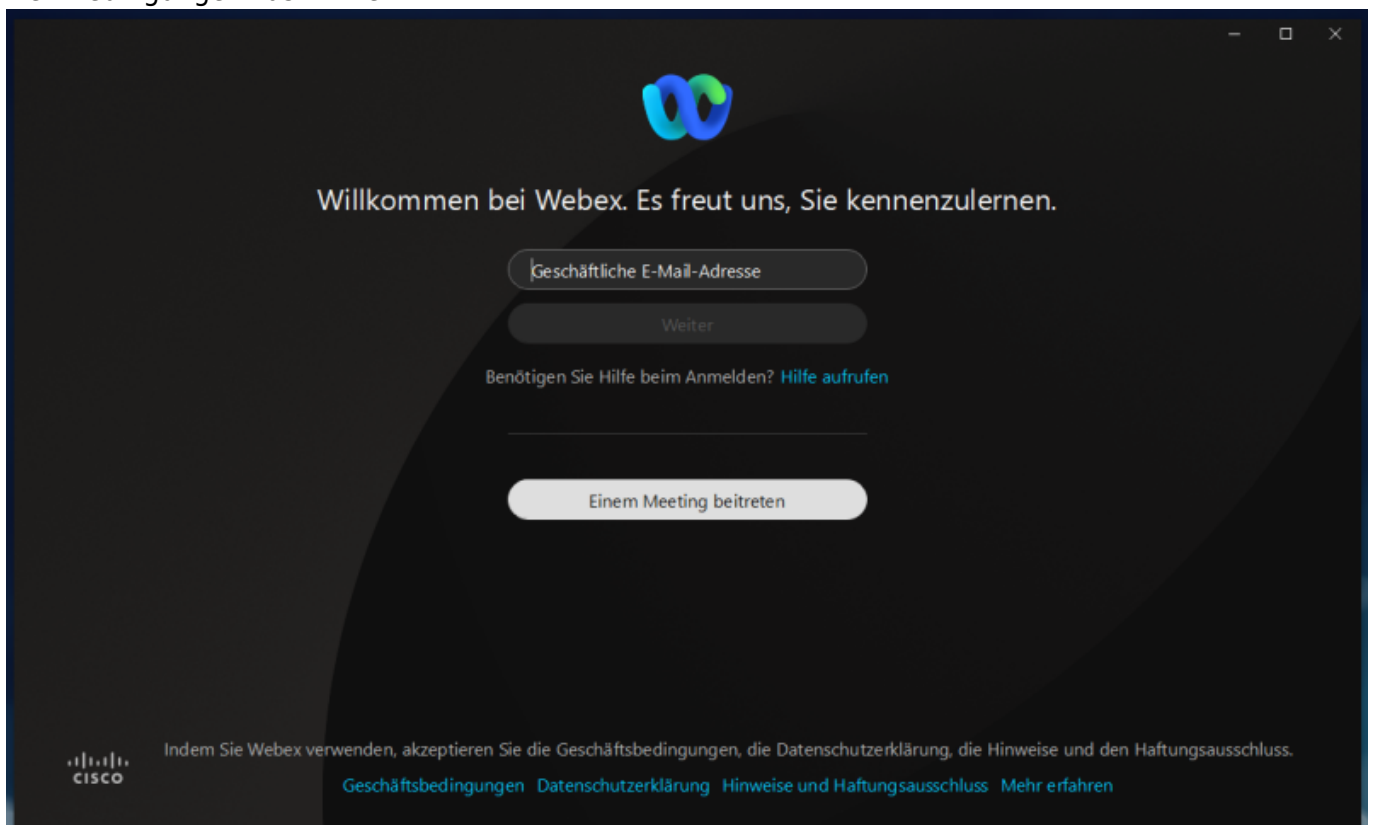 Willkommen bei Webex. Es freut uns, Sie kennenzulernen.
Geschäftliche E-Mail-Adresse
Weiter
Benötigen Sie Hilfe beim Anmelden? Hilfe aufrufen
Einem Meeting beitreten
Indem Sie Webex verwenden, akzeptieren Sie die Geschäftsbedingungen, die Datenschutzerklärung, die Hinweise und den Haftungsausschluss.
CISCO
Geschäftsbedingungen Datenschutzerklärung Hinweise und Haftungsausschluss Mehr erfahren